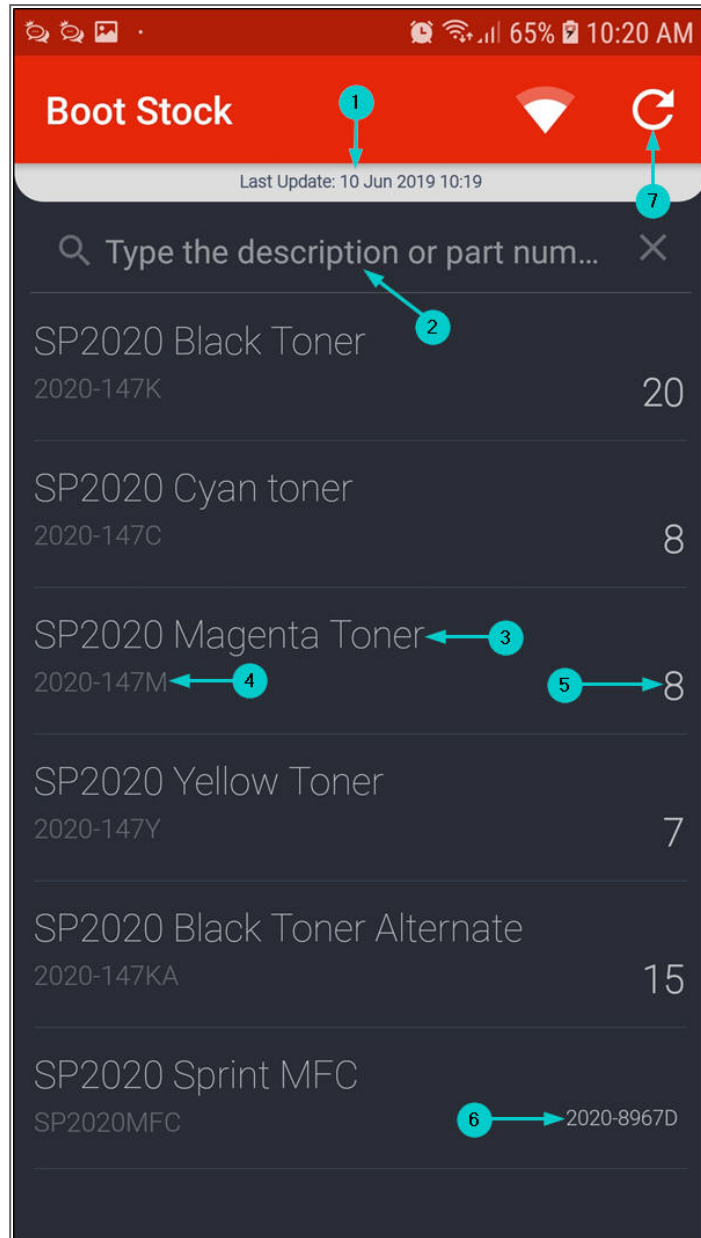 65% 10:20 AM
Boot Stock
1
Last Update: 10 Jun 2019 10:19
7
Type the description or part num...
2
SP2020 Black Toner
2020-147K
20
SP2020 Cyan toner
2020-147C
8
SP2020 Magenta Toner
3
2020-147M
4
5
8
SP2020 Yellow Toner
2020-147Y
7
SP2020 Black Toner Alternate
2020-147KA
15
SP2020 Sprint MFC
SP2020MFC
6
2020-8967D